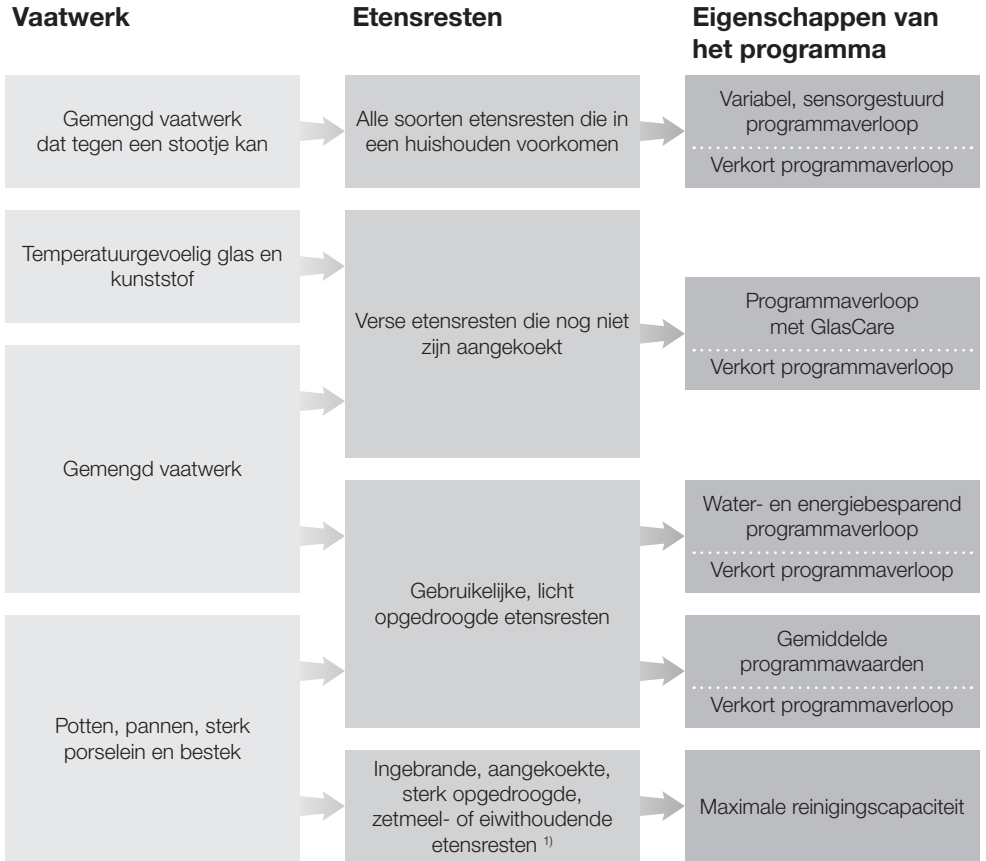 Vaatwerk
Etensresten
Eigenschappen van
het programma
Gemengd vaatwerk
dat tegen een stootje kan
Alle soorten etensresten die in
een huishouden voorkomen
Variabel, sensorgestuurd
programmaverloop
Verkort programmaverloop
Temperatuurgevoelig glas en
kunststof
Verse etensresten die nog niet
zijn aangekoekt
Programmaverloop
met GlasCare
Verkort programmaverloop
Gemengd vaatwerk
Gebruikelijke, licht
opgedroogde etensresten
Water- en energiebesparend
programmaverloop
Verkort programmaverloop
Gemiddelde
programmawaarden
Verkort programmaverloop
Potten, pannen, sterk
porselein en bestek
Ingebrande, aangekoekte,
sterk opgedroogde,
zetmeel- of eiwithoudende
etensresten 1)
Maximale reinigingscapaciteit